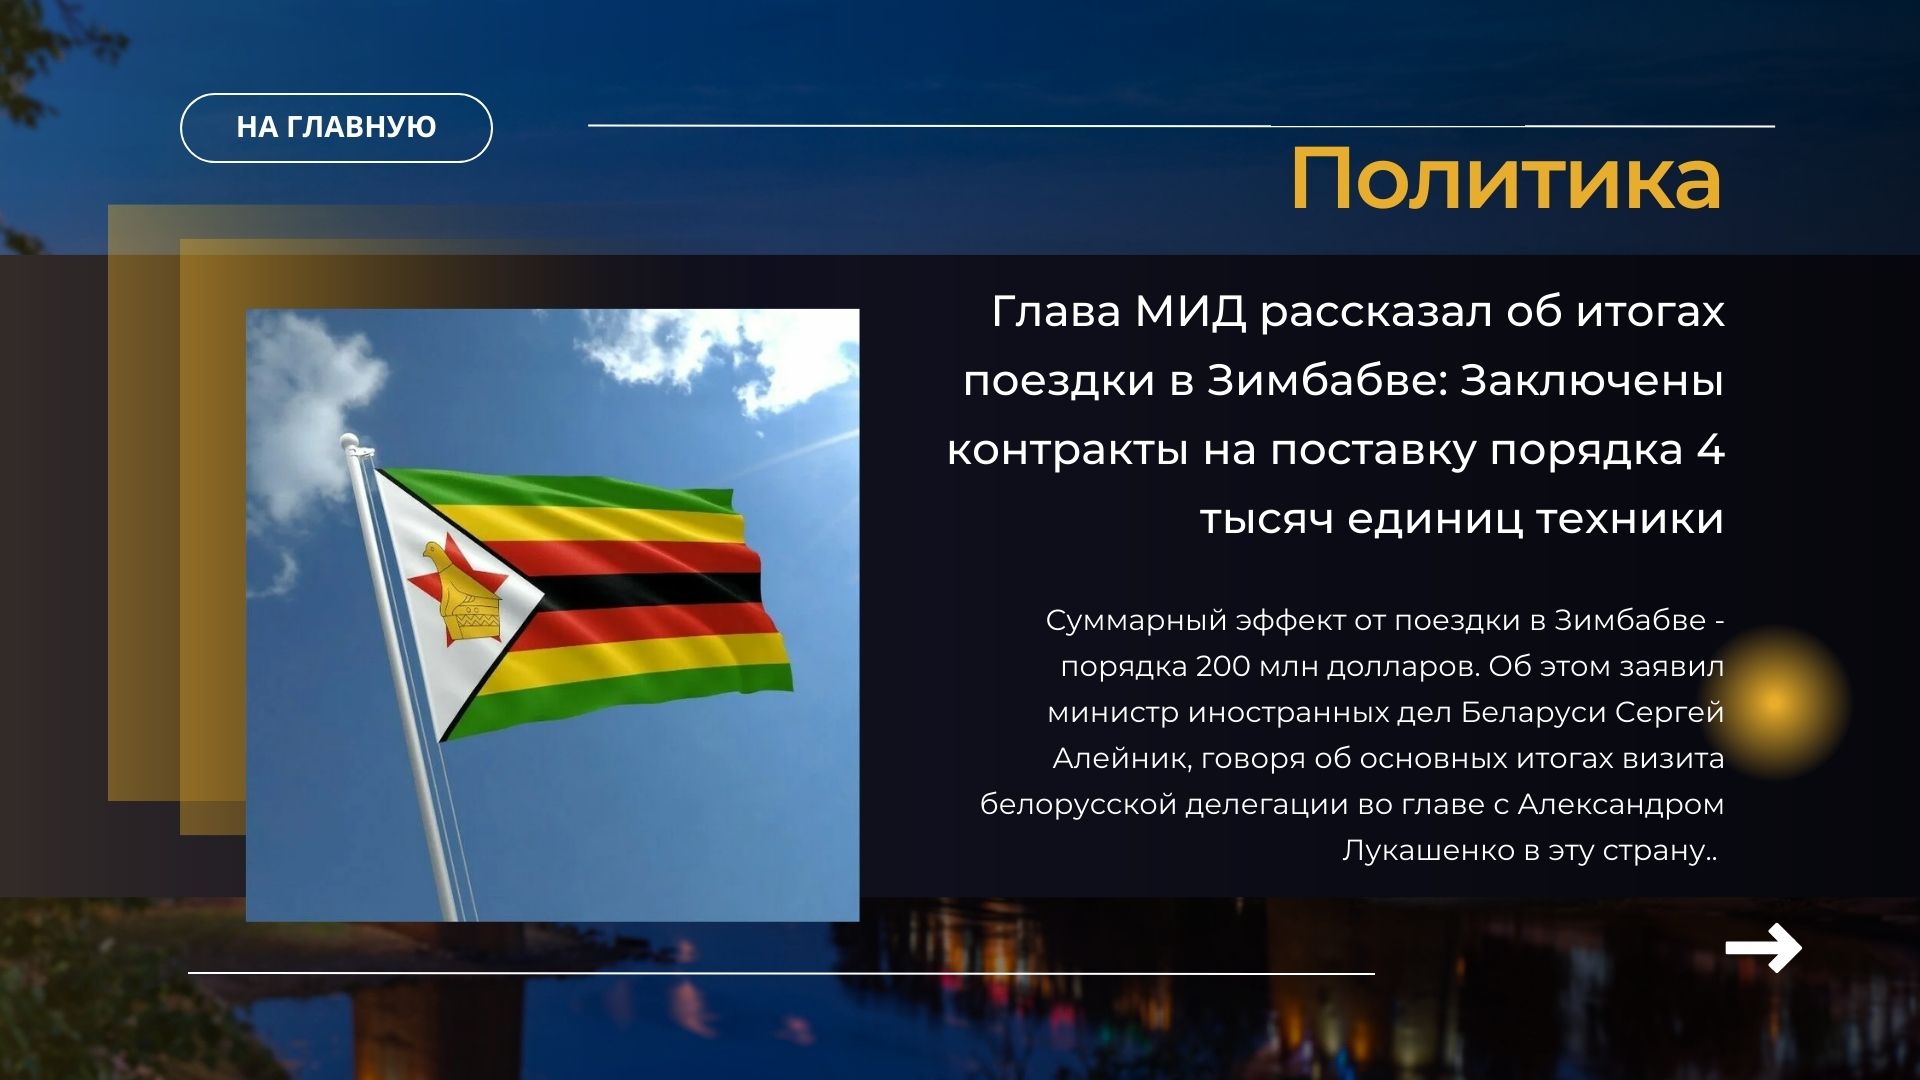 НА ГЛАВНУЮ
Политика
Глава МИД рассказал об итогах
поездки в Зимбабве: Заключены
контракты на поставку порядка 4
тысяч единиц техники
Суммарный эффект от поездки в Зимбабве -
порядка 200 млн долларов. Об этом заявил
министр иностранных дел Беларуси Сергей
Алейник, говоря об основных итогах визита
белорусской делегации во главе с Александром
Лукашенко в эту страну..